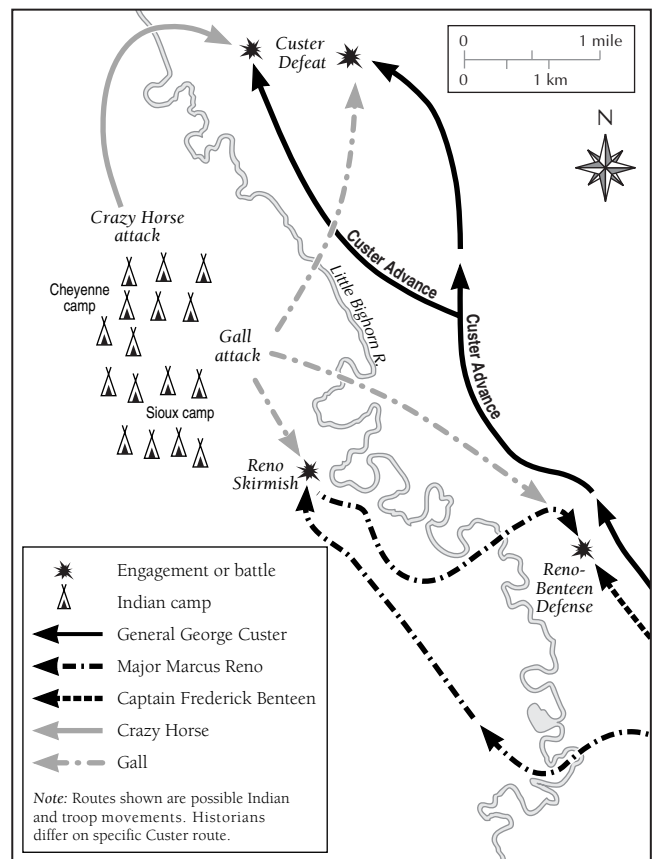 Custer
Defeat
0 1 mile
0 1 km
N
Crazy Horse
attack
Cheyenne
camp
Custer Advance
Little Bighorn R.
Gall
attack
Custer Advance
Sioux camp
Reno
Skirmish
Reno-
Benteen
Defense
Engagement or battle
Indian camp
General George Custer
Major Marcus Reno
Captain Frederick Benteen
Crazy Horse
Gall
Note: Routes shown are possible Indian
and troop movements. Historians
differ on specific Custer route.